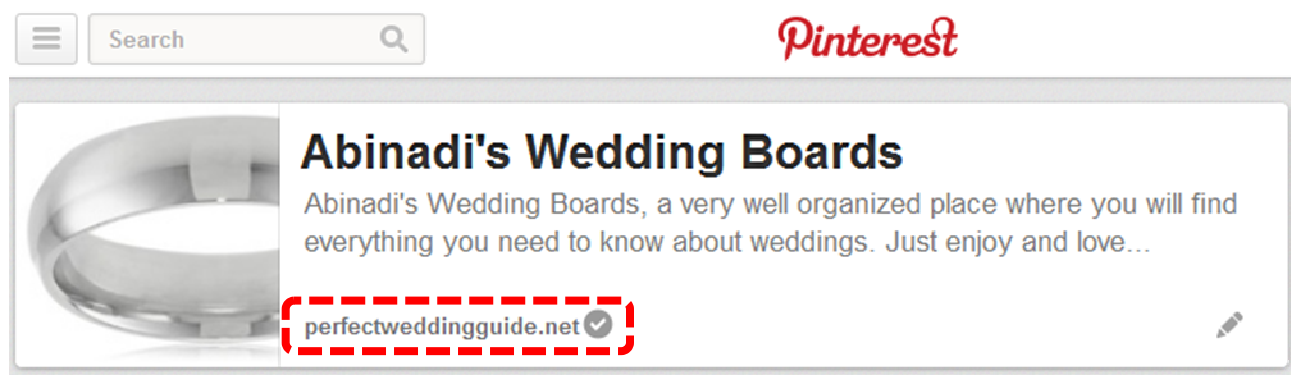 Search
Pinterest
Abinadi's Wedding Boards
Abinadi's Wedding Boards, a very well organized place where you will find
everything you need to know about weddings. Just enjoy and love...
perfectweddingguide.net